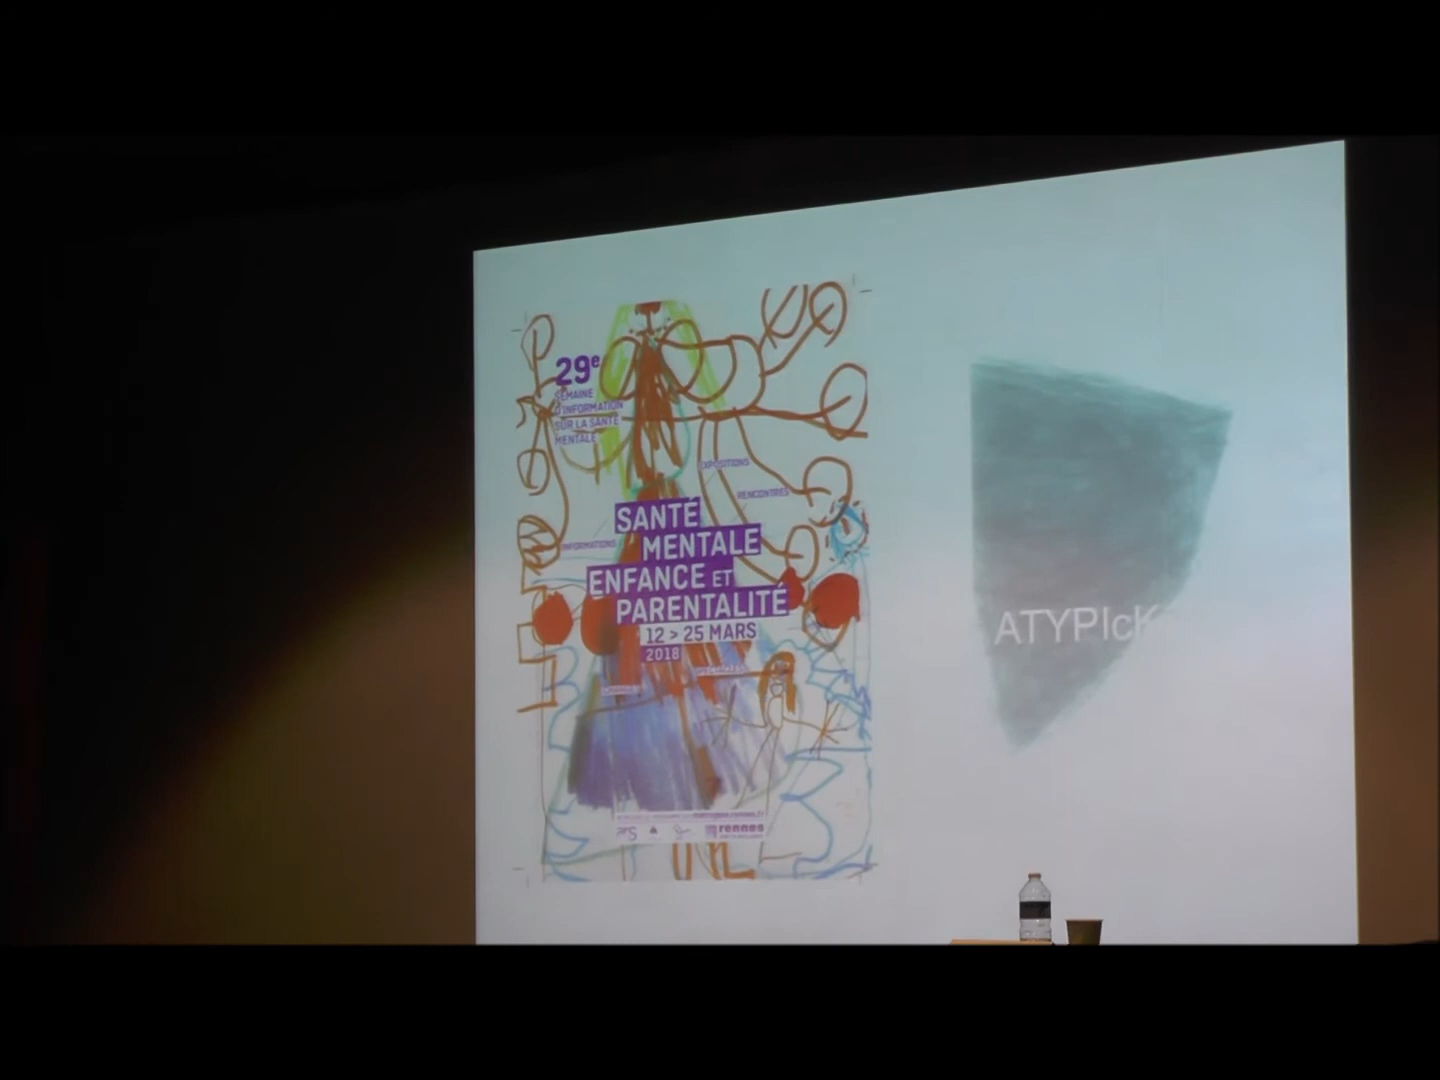 29e
SEMAINE
D'INFORMATION
SUR LA SANTÉ
MENTALE
EXPOSITIONS
RENCONTRES
INFORMATIONS
SANTÉ
MENTALE
ENFANCE ET
PARENTALITÉ
12 > 25 MARS
2018
SPECTACLES
rennes
ATYPIcK